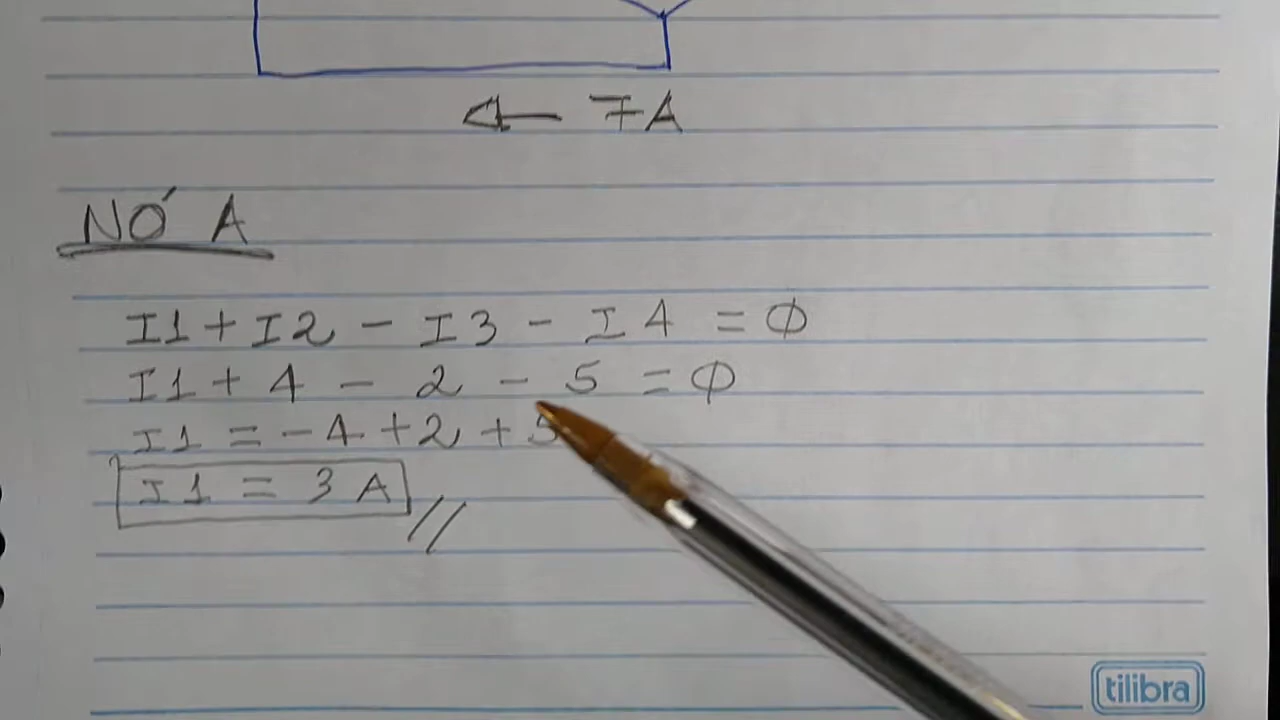 7A
NÓ A
I1 + I2 - I3 - I4 = Ø
I1 + 4 - 2 - 5 = Ø
I1 = -4 + 2 + 5
I1 = 3 A
tilibra